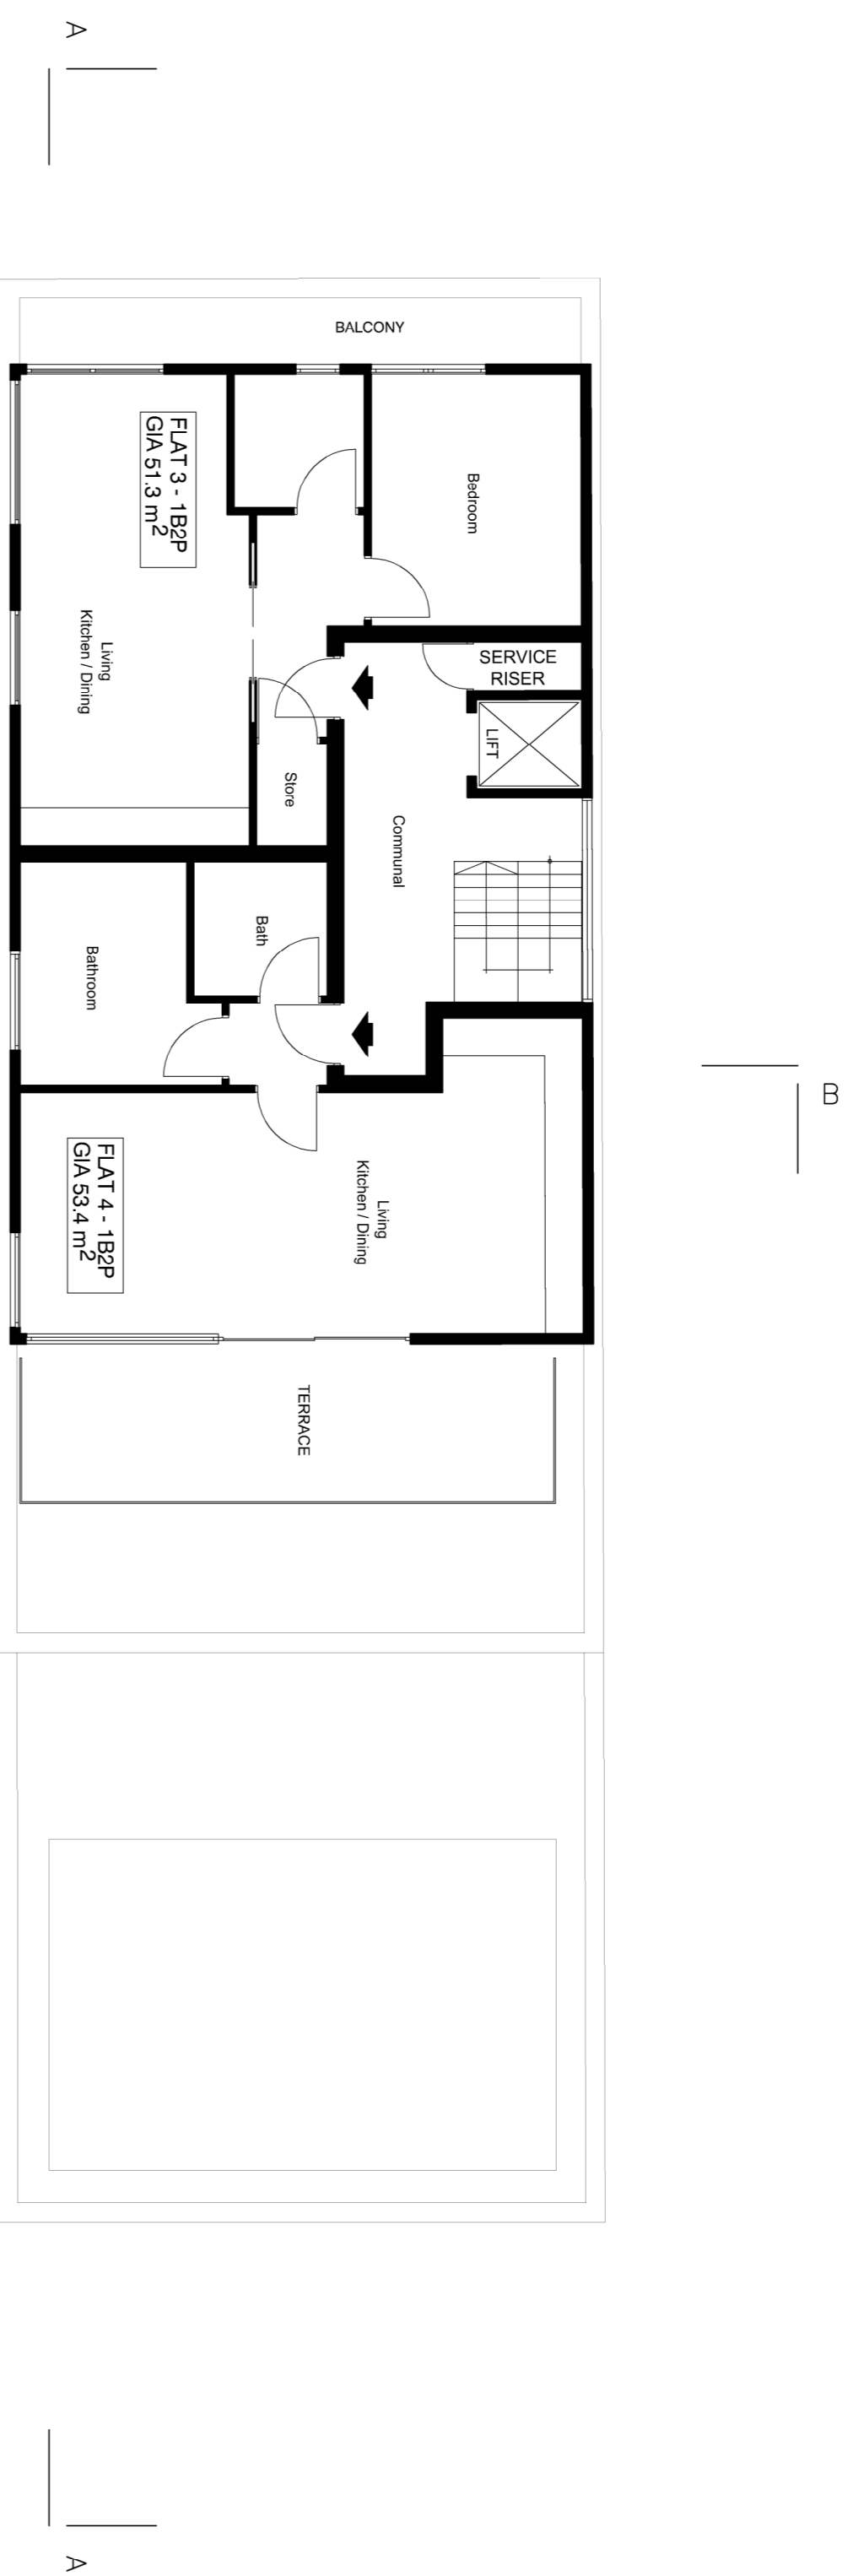 A
BALCONY
FLAT 3 - 1B2P
GIA 51.3 m2
Bedroom
Living
Kitchen / Dining
SERVICE
RISER
LIFT
Store
Communal
Bath
Bathroom
B
FLAT 4 - 1B2P
GIA 53.4 m2
Living
Kitchen / Dining
TERRACE
A